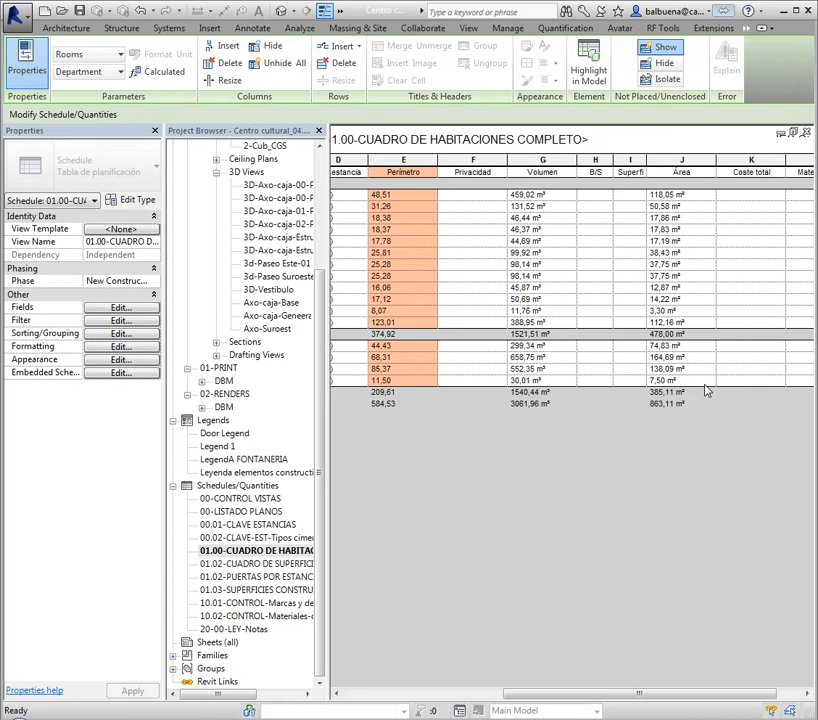 Centro c...
Type a keyword or phrase
balbuena@ca...
Architecture Structure Systems Insert Annotate Analyze Massing & Site Collaborate View Manage Quantification Avatar RF Tools Extensions
Properties
Rooms
Department
Format Unit
Calculated
Insert Hide
Delete Unhide All
Resize
Insert
Delete
Resize
Merge Unmerge
Insert Image
Clear Cell
Group
Ungroup
Highlight
in Model
Show
Hide
Isolate
Explain
Properties Parameters Columns Rows Titles & Headers Appearance Element Not Placed/Unenclosed Error
Modify Schedule/Quantities
Properties
Schedule
Tabla de planificación
Schedule: 01.00-CUA
Edit Type
Identity Data
View Template <None>
View Name 01.00-CUADRO D...
Dependency Independent
Phasing
Phase New Construc...
Other
Fields Edit...
Filter Edit...
Sorting/Grouping Edit...
Formatting Edit...
Appearance Edit...
Embedded Sche... Edit...
Properties help
Apply
Project Browser - Centro cultural_04.
2-Cub_CGS
Ceiling Plans
3D Views
3D-Axo-caja-00-F
3D-Axo-caja-00-P
3D-Axo-caja-01-P
3D-Axo-caja-02-P
3D-Axo-caja-Estr
3D-Axo-caja-Estru
3d-Paseo Este-01
3d-Paseo Suroeste
3D-Vestibulo
Axo-caja-Base
Axo-caja-Geners
Axo-Suroest
Sections
Drafting Views
01-PRINT
DBM
02-RENDERS
DBM
Legends
Door Legend
Legend 1
LegendA FONTANERIA
Leyenda elementos constructi
Schedules/Quantities
00-CONTROL VISTAS
00-LISTADO PLANOS
00.01-CLAVE ESTANCIAS
00.02-CLAVE-EST-Tipos cime
01.00-CUADRO DE HABITAC
01.02-CUADRO DE SUPERFICI
01.02-PUERTAS POR ESTANC
01.03-SUPERFICIES CONSTRU
10.01-CONTROL-Marcas y de
10.02-CONTROL-Materiales-c
20-00-LEY-Notas
Sheets (all)
Families
Groups
Revit Links
1.00-CUADRO DE HABITACIONES COMPLETO>
D E F G H I J K
estancia Perímetro Privacidad Volumen B/S Superfi Área Coste total Mate
48,51 459,02 m³ 118,05 m²
31,26 131,52 m³ 50,58 m²
18,38 46,44 m³ 17,86 m²
18,37 46,37 m³ 17,83 m²
17,78 44,69 m³ 17,19 m²
25,81 99,92 m³ 38,43 m²
25,28 98,14 m³ 37,75 m²
25,28 98,14 m³ 37,75 m²
16,06 45,87 m³ 12,87 m²
17,12 50,69 m³ 14,22 m²
8,07 11,76 m³ 3,30 m²
123,01 388,95 m³ 112,16 m²
374,92 1521,51 m³ 478,00 m²
44,43 299,34 m³ 74,83 m²
68,31 658,75 m³ 164,69 m²
85,37 552,35 m³ 138,09 m²
11,50 30,01 m³ 7,50 m²
209,61 1540,44 m³ 385,11 m²
584,53 3061,96 m³ 863,11 m²
Ready
:0
Main Model